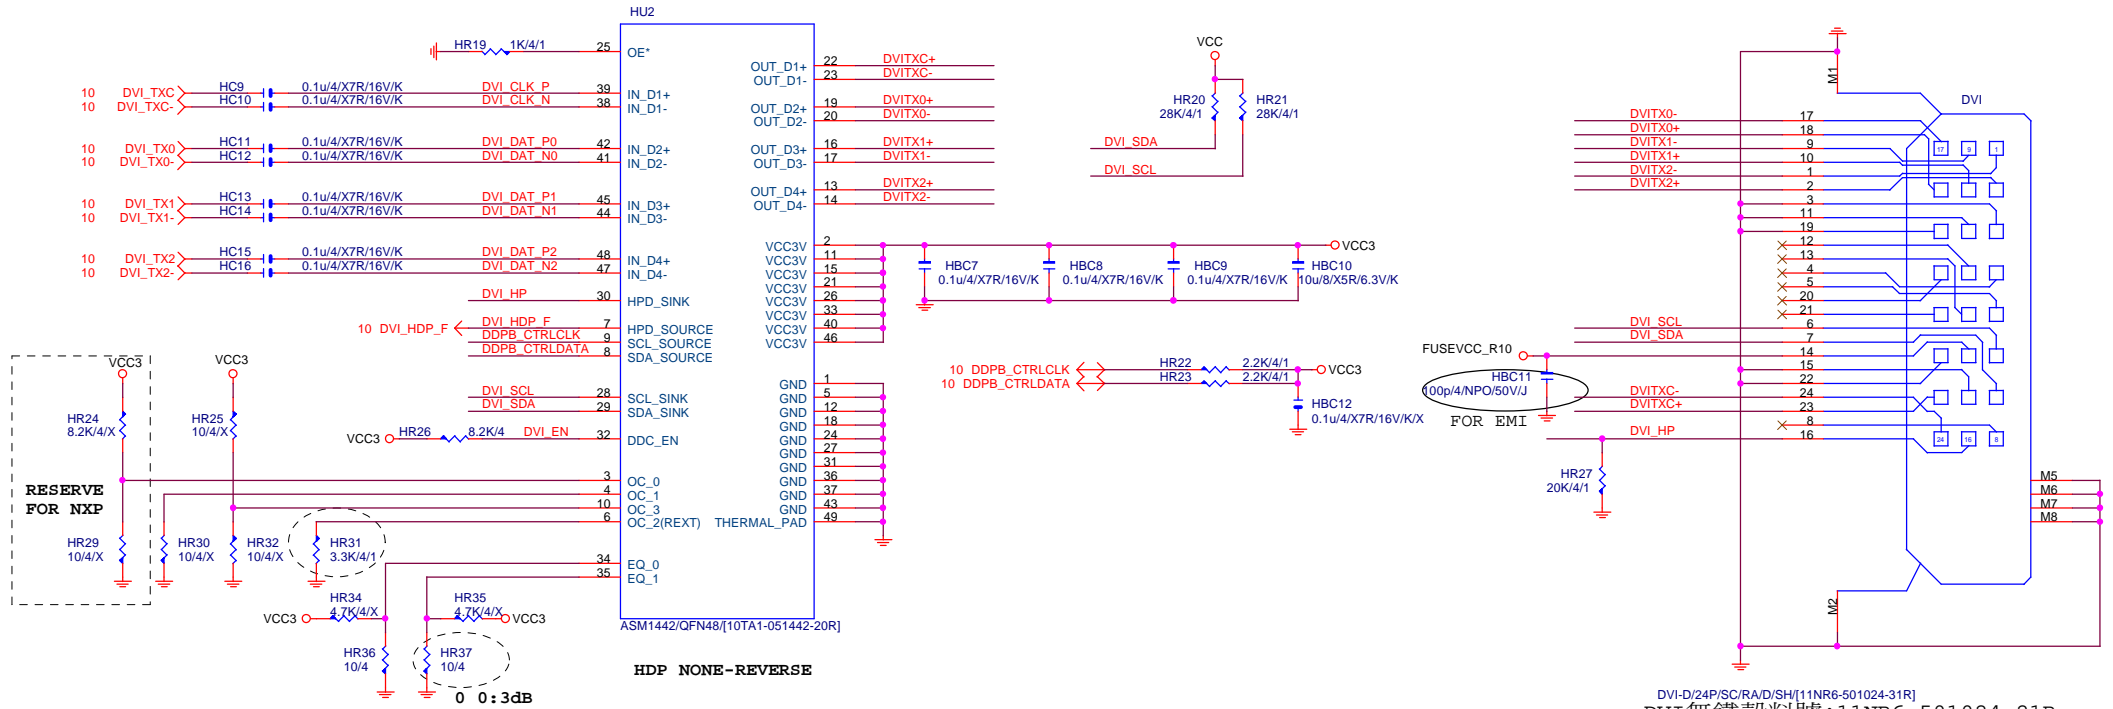 HU2
HR19 1K/4/1 25 OE*
10 DVI_TXC HC9 0.1u/4/X7R/16V/K DVI_CLK_P 39 IN_D1+
10 DVI_TXC- HC10 0.1u/4/X7R/16V/K DVI_CLK_N 38 IN_D1-
10 DVI_TX0 HC11 0.1u/4/X7R/16V/K DVI_DAT_P0 42 IN_D2+
10 DVI_TX0- HC12 0.1u/4/X7R/16V/K DVI_DAT_N0 41 IN_D2-
10 DVI_TX1 HC13 0.1u/4/X7R/16V/K DVI_DAT_P1 45 IN_D3+
10 DVI_TX1- HC14 0.1u/4/X7R/16V/K DVI_DAT_N1 44 IN_D3-
10 DVI_TX2 HC15 0.1u/4/X7R/16V/K DVI_DAT_P2 48 IN_D4+
10 DVI_TX2- HC16 0.1u/4/X7R/16V/K DVI_DAT_N2 47 IN_D4-
DVI_HP 30 HPD_SINK
10 DVI_HDP_F DVI_HDP_F 7 HPD_SOURCE
DDPB_CTRLCLK 9 SCL_SOURCE
DDPB_CTRLDATA 8 SDA_SOURCE
DVI_SCL 28 SCL_SINK
DVI_SDA 29 SDA_SINK
VCC3 HR26 8.2K/4 DVI_EN 32 DDC_EN
3 OC_0
4 OC_1
10 OC_3
6 OC_2(REXT)
34 EQ_0
35 EQ_1
VCC3
HR24
8.2K/4/X
RESERVE
FOR NXP
HR29
10/4/X
VCC3
HR25
10/4/X
HR30
10/4/X
HR32
10/4/X
HR31
3.3K/4/1
VCC3 HR34
4.7K/4/X
HR35
4.7K/4/X VCC3
HR36
10/4
HR37
10/4
0 0:3dB
OUT_D1+ 22 DVITXC+
OUT_D1- 23 DVITXC-
OUT_D2+ 19 DVITX0+
OUT_D2- 20 DVITX0-
OUT_D3+ 16 DVITX1+
OUT_D3- 17 DVITX1-
OUT_D4+ 13 DVITX2+
OUT_D4- 14 DVITX2-
VCC3V 2
VCC3V 11
VCC3V 15
VCC3V 21
VCC3V 26
VCC3V 33
VCC3V 40
VCC3V 46
GND 1
GND 5
GND 12
GND 18
GND 24
GND 27
GND 31
GND 36
GND 37
GND 43
THERMAL_PAD 49
ASM1442/QFN48/[10TA1-051442-20R]
HDP NONE-REVERSE
VCC
HR20
28K/4/1
HR21
28K/4/1
DVI_SDA
DVI_SCL
VCC3
HBC7
0.1u/4/X7R/16V/K
HBC8
0.1u/4/X7R/16V/K
HBC9
0.1u/4/X7R/16V/K
HBC10
10u/8/X5R/6.3V/K
10 DDPB_CTRLCLK HR22 2.2K/4/1 VCC3
10 DDPB_CTRLDATA HR23 2.2K/4/1
HBC12
0.1u/4/X7R/16V/K/X
FUSEVCC_R10
HBC11
100p/4/NPO/50V/J
FOR EMI
HR27
20K/4/1
M1
DVI
DVITX0- 17
DVITX0+ 18
DVITX1- 9
DVITX1+ 10
DVITX2- 1
DVITX2+ 2
3
11
19
12
13
4
5
20
21
DVI_SCL 6
DVI_SDA 7
14
15
22
DVITXC- 24
DVITXC+ 23
8
DVI_HP 16
17 9 1
24 16 8
M5
M6
M7
M8
M2
DVI-D/24P/SC/RA/D/SH/[11NR6-501024-31R]
DVI無鐵殼料號:11NR6-501024-21R